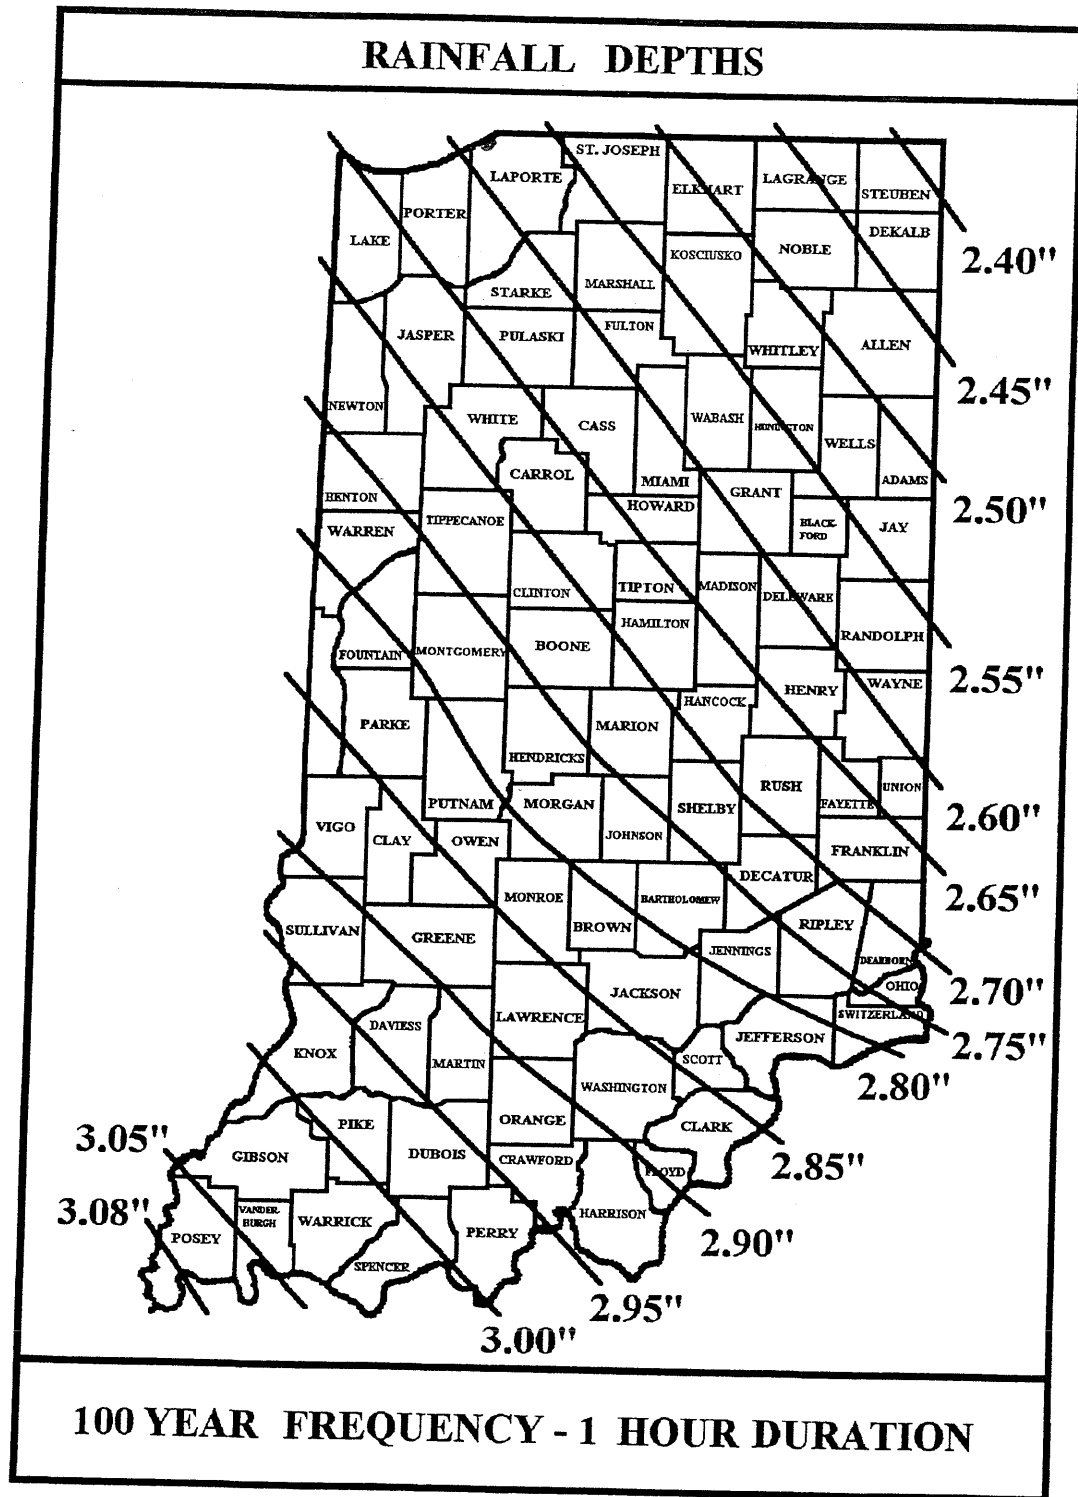 RAINFALL DEPTHS
ST. JOSEPH
LAPORTE
ELKHART
LAGRANGE
STEUBEN
PORTER
LAKE
DEKALB
NOBLE
KOSCIUSKO
2.40"
MARSHALL
STARKE
JASPER
PULASKI
FULTON
WHITLEY
ALLEN
2.45"
NEWTON
WHITE
CASS
WABASH
HUNTINGTON
WELLS
CARROL
MIAMI
ADAMS
BENTON
GRANT
HOWARD
2.50"
WARREN
TIPPECANOE
BLACK-
FORD
JAY
CLINTON
TIPTON
MADISON
DELEWARE
HAMILTON
RANDOLPH
BOONE
FOUNTAIN
MONTGOMERY
2.55"
WAYNE
HENRY
HANCOCK
PARKE
MARION
HENDRICKS
RUSH
UNION
PUTNAM
MORGAN
SHELBY
FAYETTE
2.60"
VIGO
CLAY
OWEN
JOHNSON
FRANKLIN
DECATUR
2.65"
MONROE
BARTHOLOMEW
BROWN
RIPLEY
SULLIVAN
GREENE
JENNINGS
DEARBORN
OHIO
2.70"
JACKSON
LAWRENCE
SWITZERLAND
DAVIESS
JEFFERSON
2.75"
KNOX
MARTIN
SCOTT
WASHINGTON
2.80"
PIKE
ORANGE
CLARK
3.05"
GIBSON
DUBOIS
CRAWFORD
FLOYD
2.85"
3.08"
VANDER-
BURGH
WARRICK
HARRISON
POSEY
PERRY
2.90"
SPENCER
2.95"
3.00"
100 YEAR FREQUENCY - 1 HOUR DURATION